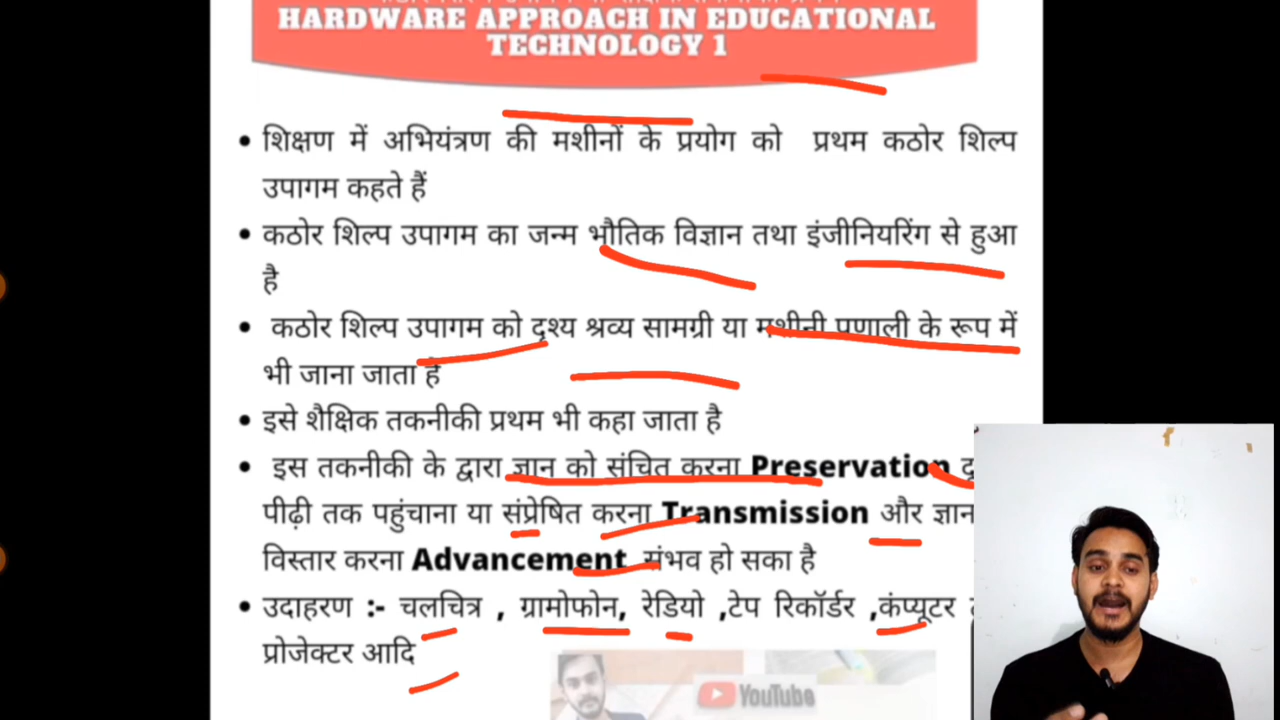 HARDWARE APPROACH IN EDUCATIONAL
TECHNOLOGY 1
• शिक्षण में अभियंत्रण की मशीनों के प्रयोग को प्रथम कठोर शिल्प
उपागम कहते हैं
• कठोर शिल्प उपागम का जन्म भौतिक विज्ञान तथा इंजीनियरिंग से हुआ
है
• कठोर शिल्प उपागम को दृश्य श्रव्य सामग्री या मशीनी प्रणाली के रूप में
भी जाना जाता है
• इसे शैक्षिक तकनीकी प्रथम भी कहा जाता है
• इस तकनीकी के द्वारा ज्ञान को संचित करना Preservation
पीढ़ी तक पहुंचाना या संप्रेषित करना Transmission और ज्ञान
विस्तार करना Advancement संभव हो सका है
• उदाहरण :- चलचित्र , ग्रामोफोन, रेडियो ,टेप रिकॉर्डर ,कंप्यूटर
प्रोजेक्टर आदि
YouTube